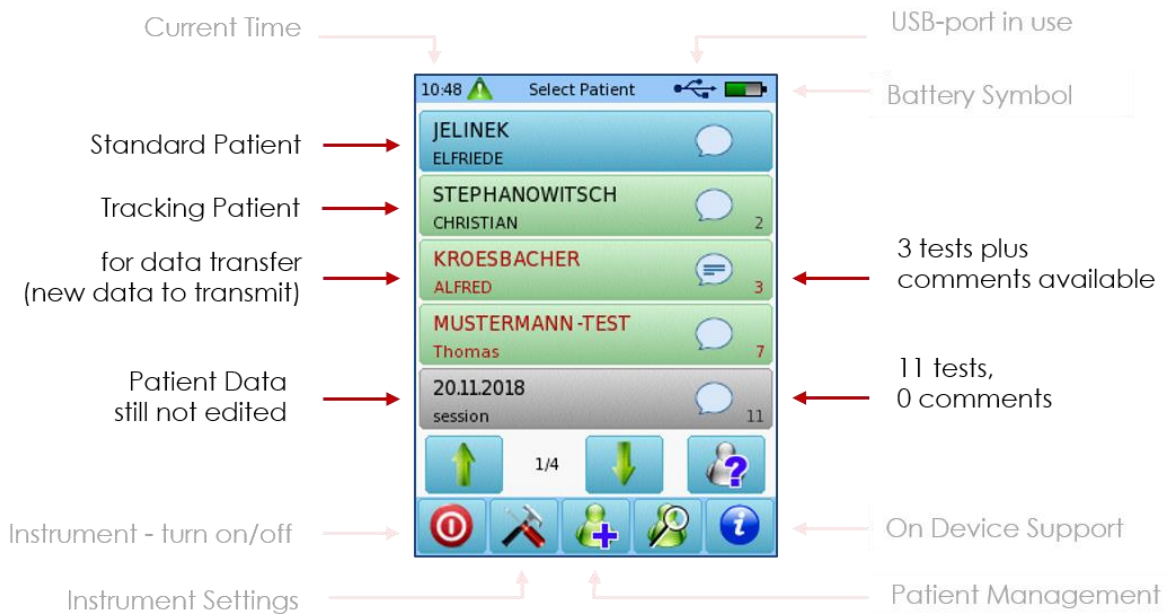 Current Time
USB-port in use
10:48 Select Patient
Battery Symbol
JELINEK
ELFRIEDE
Standard Patient
STEPHANOWITSCH
CHRISTIAN
2
Tracking Patient
KROESBACHER
ALFRED
3
for data transfer
(new data to transmit)
3 tests plus
comments available
MUSTERMANN-TEST
Thomas
7
20.11.2018
session
11
Patient Data
still not edited
11 tests,
0 comments
1/4
?
i
Instrument - turn on/off
On Device Support
Instrument Settings
Patient Management